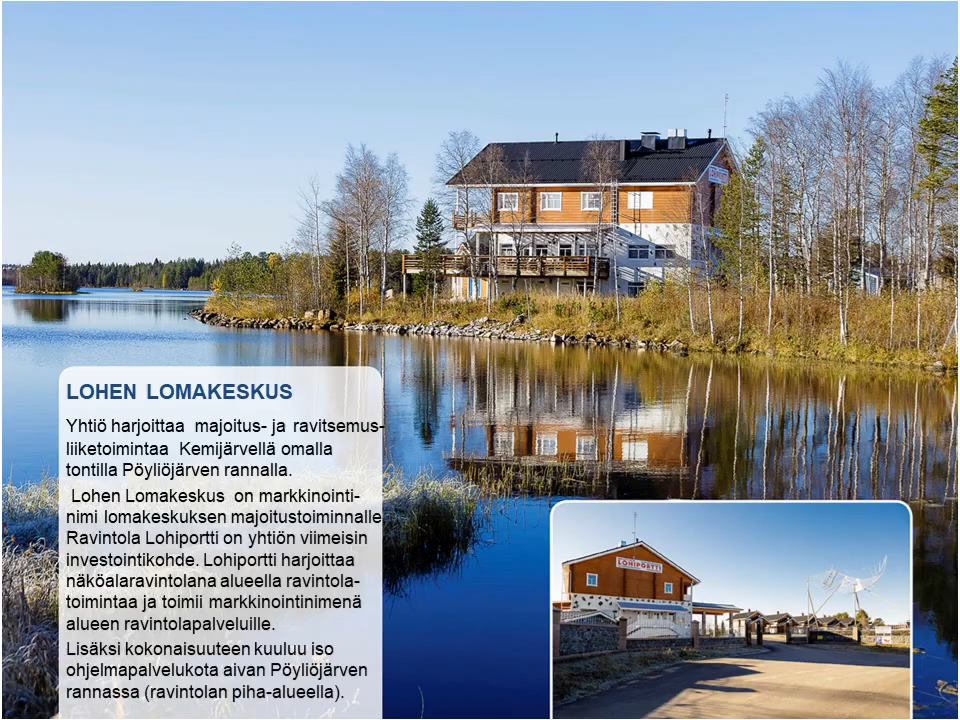 LOHEN LOMAKESKUS
Yhtiö harjoittaa majoitus- ja ravitsemus-
liiketoimintaa Kemijärvellä omalla
tontilla Pöyliöjärven rannalla.
Lohen Lomakeskus on markkinointi-
nimi lomakeskuksen majoitustoiminnalle
Ravintola Lohiportti on yhtiön viimeisin
investointikohde. Lohiportti harjoittaa
näköalaravintolana alueella ravintola-
toimintaa ja toimii markkinointinimenä
alueen ravintolapalveluille.
Lisäksi kokonaisuuteen kuuluu iso
ohjelmapalvelukota aivan Pöyliöjärven
rannassa (ravintolan piha-alueella).
LOHIPORTTI